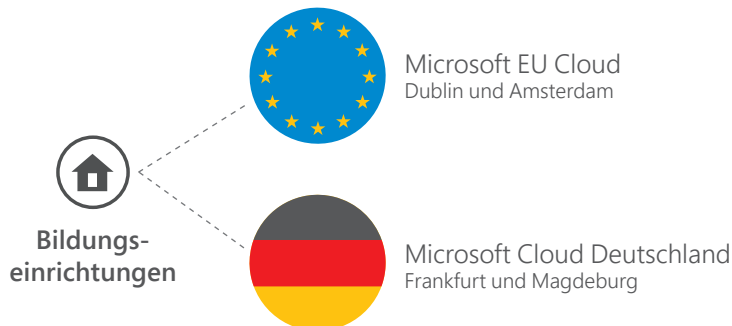 Microsoft EU Cloud
Dublin und Amsterdam
Bildungs-
einrichtungen
Microsoft Cloud Deutschland
Frankfurt und Magdeburg